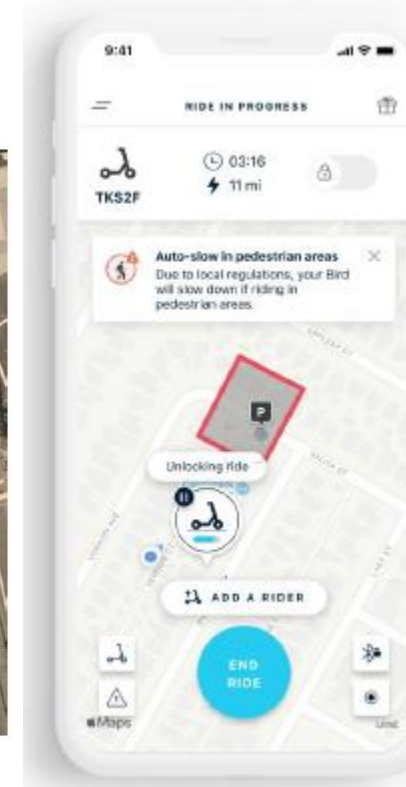 9:41
RIDE IN PROGRESS
TKS2F
03:16
11 mi
Auto-slow in pedestrian areas
Due to local regulations, your Bird
will slow down if riding in
pedestrian areas.
P
Unlocking ride
ADD A RIDER
END
RIDE
Maps